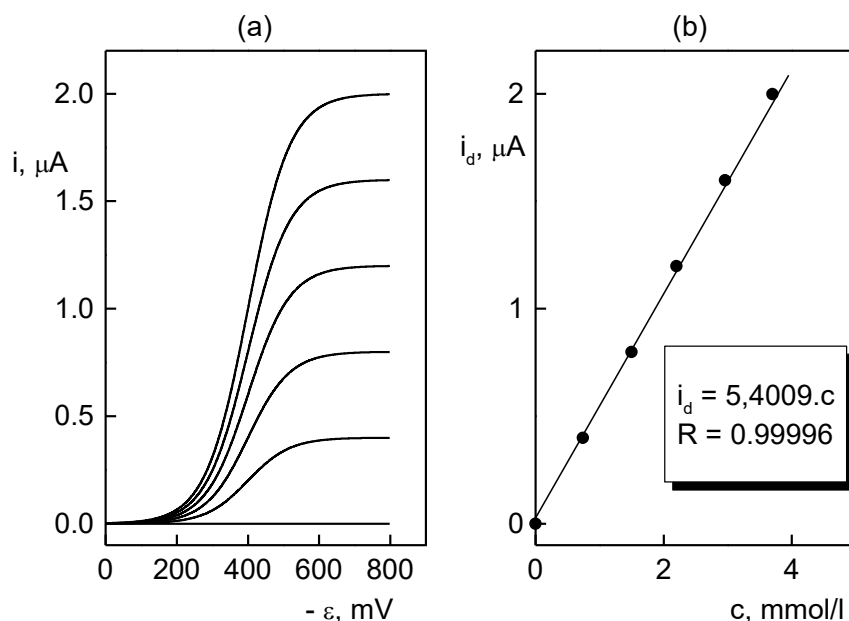 (a)
2.0
i, μA
1.5
1.0
0.5
0.0
0 200 400 600 800
- ε, mV
(b)
2
i_d, μA
1
i_d = 5,4009.c
R = 0.99996
0
0 2 4
c, mmol/l